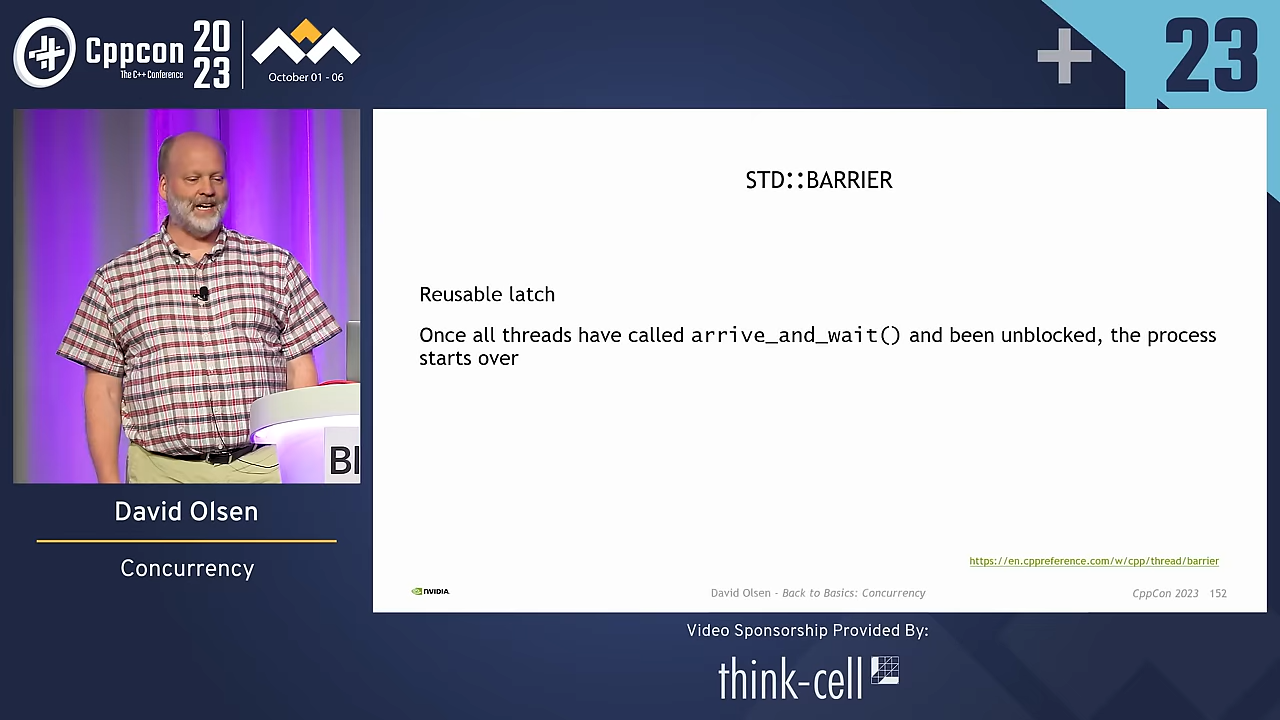 Cppcon
The C++ Conference
20
23
October 01 - 06
23
STD::BARRIER
Reusable latch
Once all threads have called arrive_and_wait() and been unblocked, the process
starts over
https://en.cppreference.com/w/cpp/thread/barrier
NVIDIA.
David Olsen - Back to Basics: Concurrency
CppCon 2023 152
BI
David Olsen
Concurrency
Video Sponsorship Provided By:
think-cell